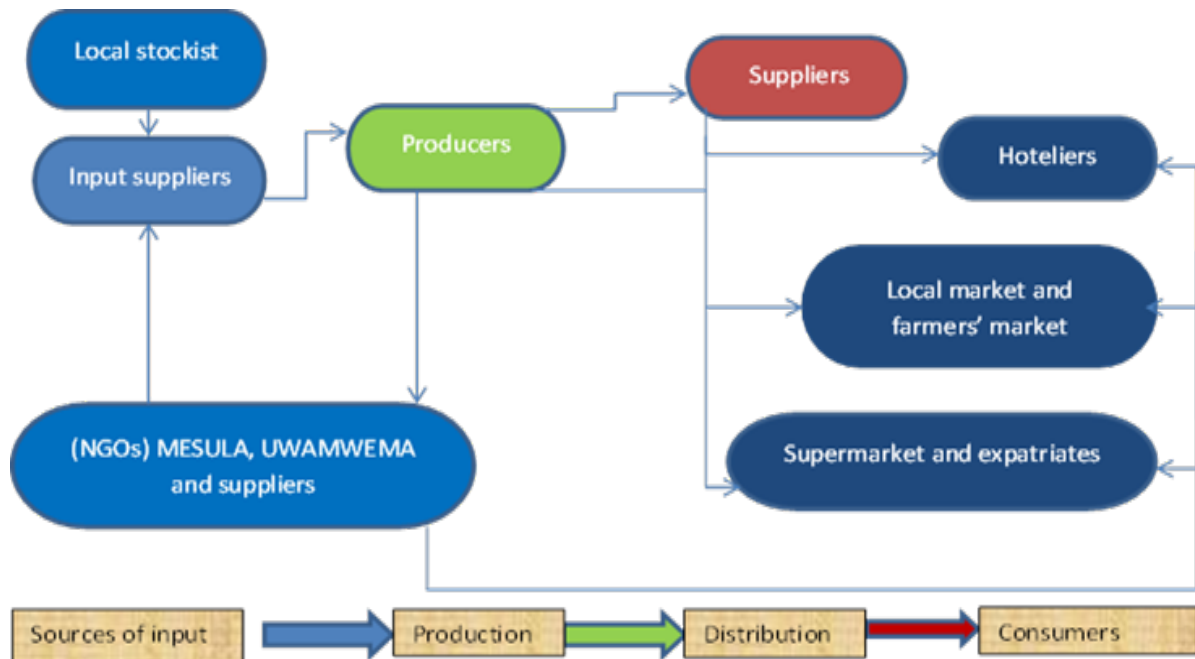 Local stockist
Suppliers
Producers
Hoteliers
Input suppliers
Local market and
farmers' market
(NGOs) MESULA, UWAMWEMA
and suppliers
Supermarket and expatriates
Sources of input
Production
Distribution
Consumers